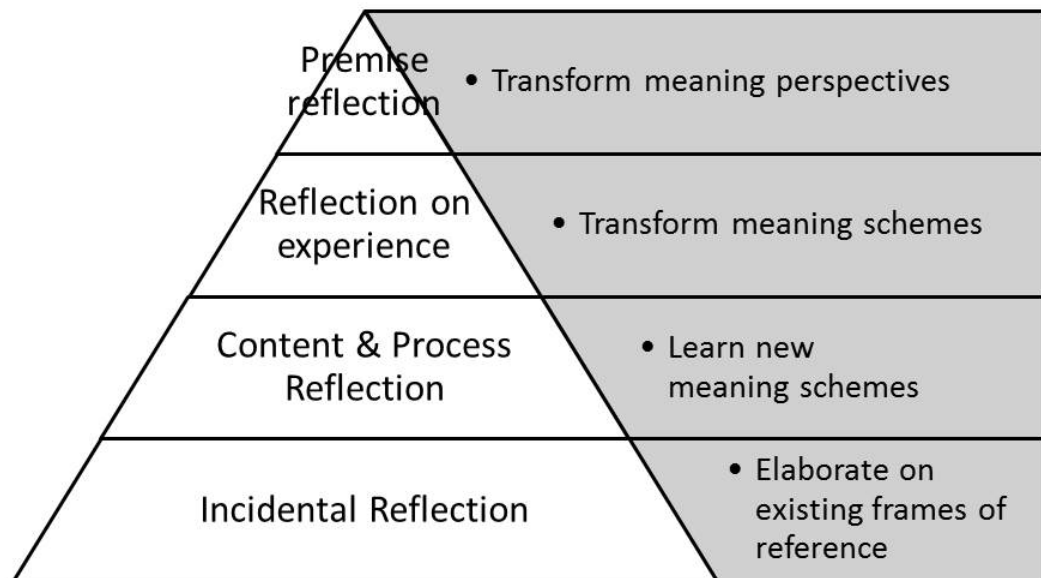 Premise
reflection
• Transform meaning perspectives
Reflection on
experience
• Transform meaning schemes
Content & Process
Reflection
• Learn new
meaning schemes
Incidental Reflection
• Elaborate on
existing frames of
reference